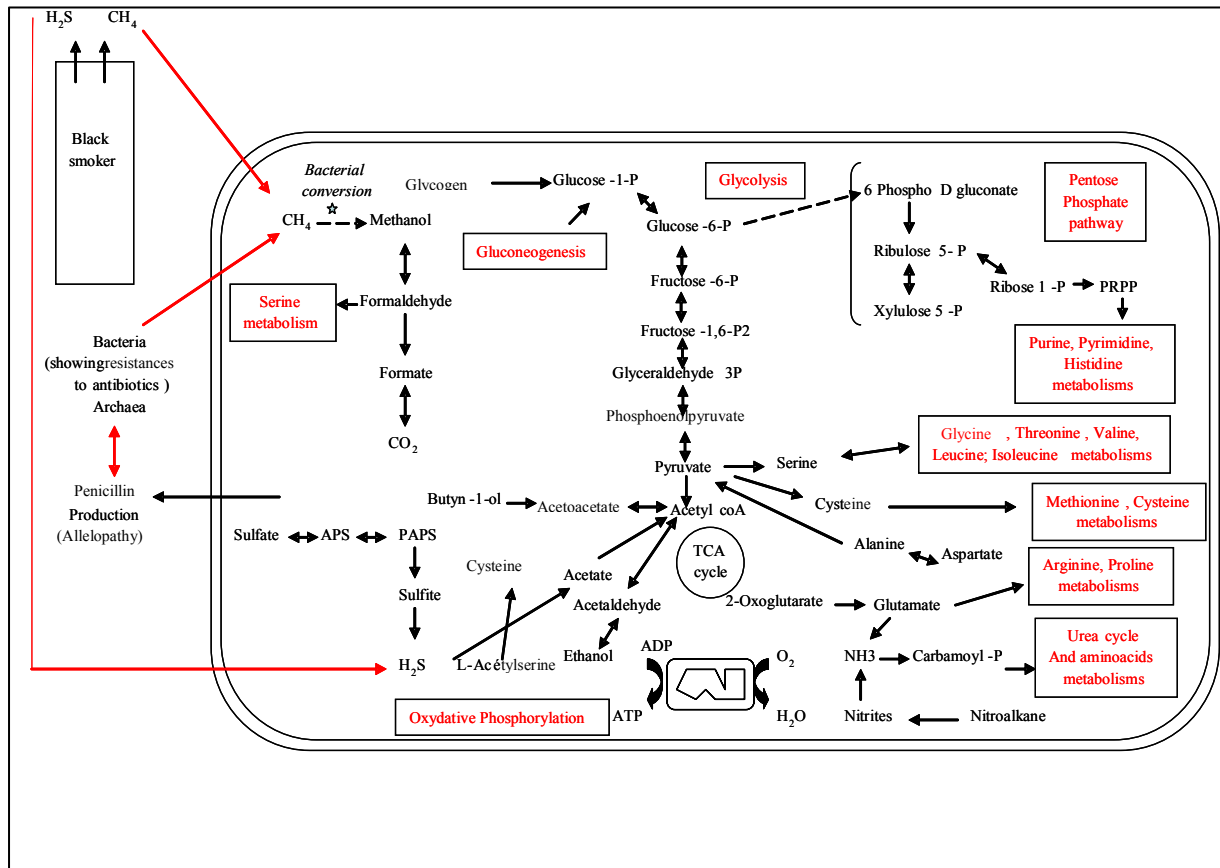 H2S
CH4
Black
smoker
Bacterial
conversion
CH4
Methanol
Glycogen
Glucose -1-P
Glycolysis
Gluconeogenesis
Glucose -6-P
6 Phospho D gluconate
Pentose
Phosphate
pathway
Ribulose 5- P
Ribose 1 -P
PRPP
Xylulose 5 -P
Serine
metabolism
Formaldehyde
Fructose -6-P
Fructose -1,6-P2
Glyceraldehyde 3P
Phosphoenolpyruvate
Formate
CO2
Purine, Pyrimidine,
Histidine
metabolisms
Bacteria
(showing resistances
to antibiotics )
Archaea
Pyruvate
Serine
Glycine , Threonine , Valine,
Leucine; Isoleucine metabolisms
Penicillin
Production
(Allelopathy)
Butyn -1-ol
Acetoacetate
Acetyl coA
Cysteine
Methionine , Cysteine
metabolisms
Sulfate
APS
PAPS
TCA
cycle
Alanine
Aspartate
Cysteine
Acetate
Sulfite
Acetaldehyde
2-Oxoglutarate
Glutamate
Arginine, Proline
metabolisms
H2S
L-Acétylserine
Ethanol
ADP
O2
NH3
Carbamoyl -P
Urea cycle
And aminoacids
metabolisms
Oxydative Phosphorylation
ATP
H2O
Nitrites
Nitroalkane